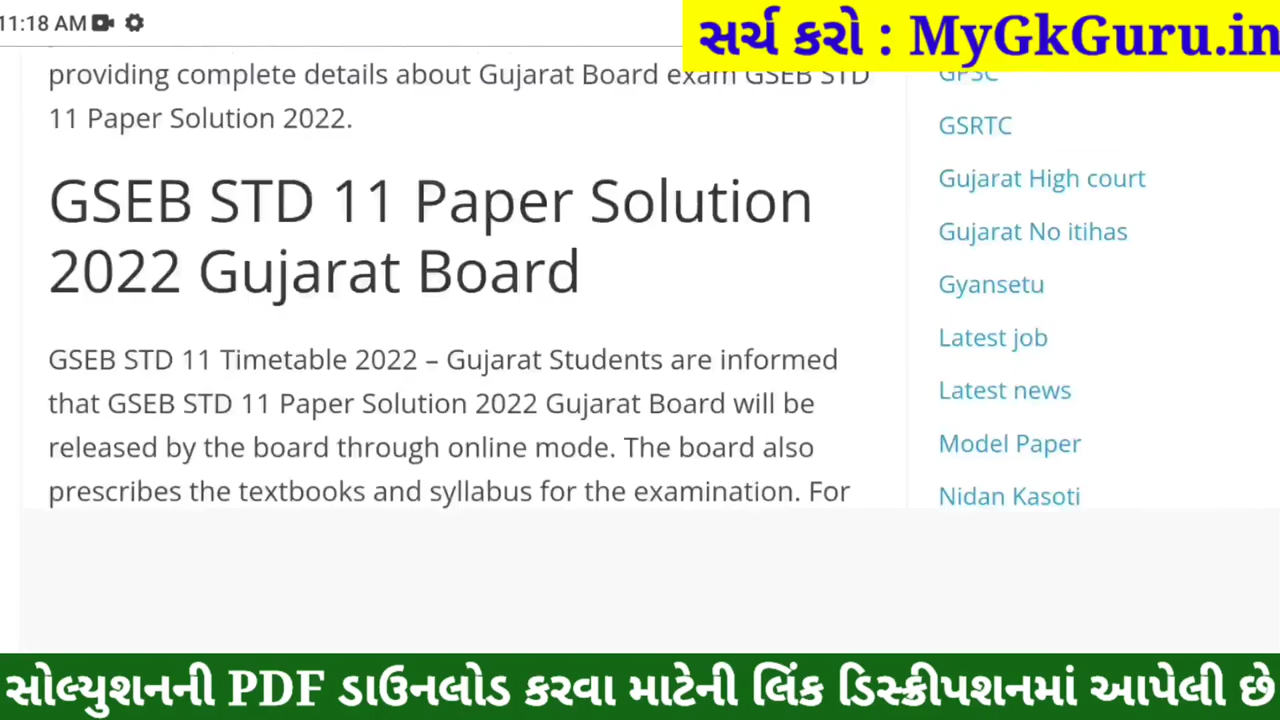 11:18 AM
સર્ચ કરો : MyGkGuru.in
providing complete details about Gujarat Board exam GSEB STD
11 Paper Solution 2022.
GSEB STD 11 Paper Solution
2022 Gujarat Board
GSEB STD 11 Timetable 2022 – Gujarat Students are informed
that GSEB STD 11 Paper Solution 2022 Gujarat Board will be
released by the board through online mode. The board also
prescribes the textbooks and syllabus for the examination. For
GPSC
GSRTC
Gujarat High court
Gujarat No itihas
Gyansetu
Latest job
Latest news
Model Paper
Nidan Kasoti
સોલ્યુશનની PDF ડાઉનલોડ કરવા માટેની લિંક ડિસ્ક્રીપશનમાં આપેલી છે